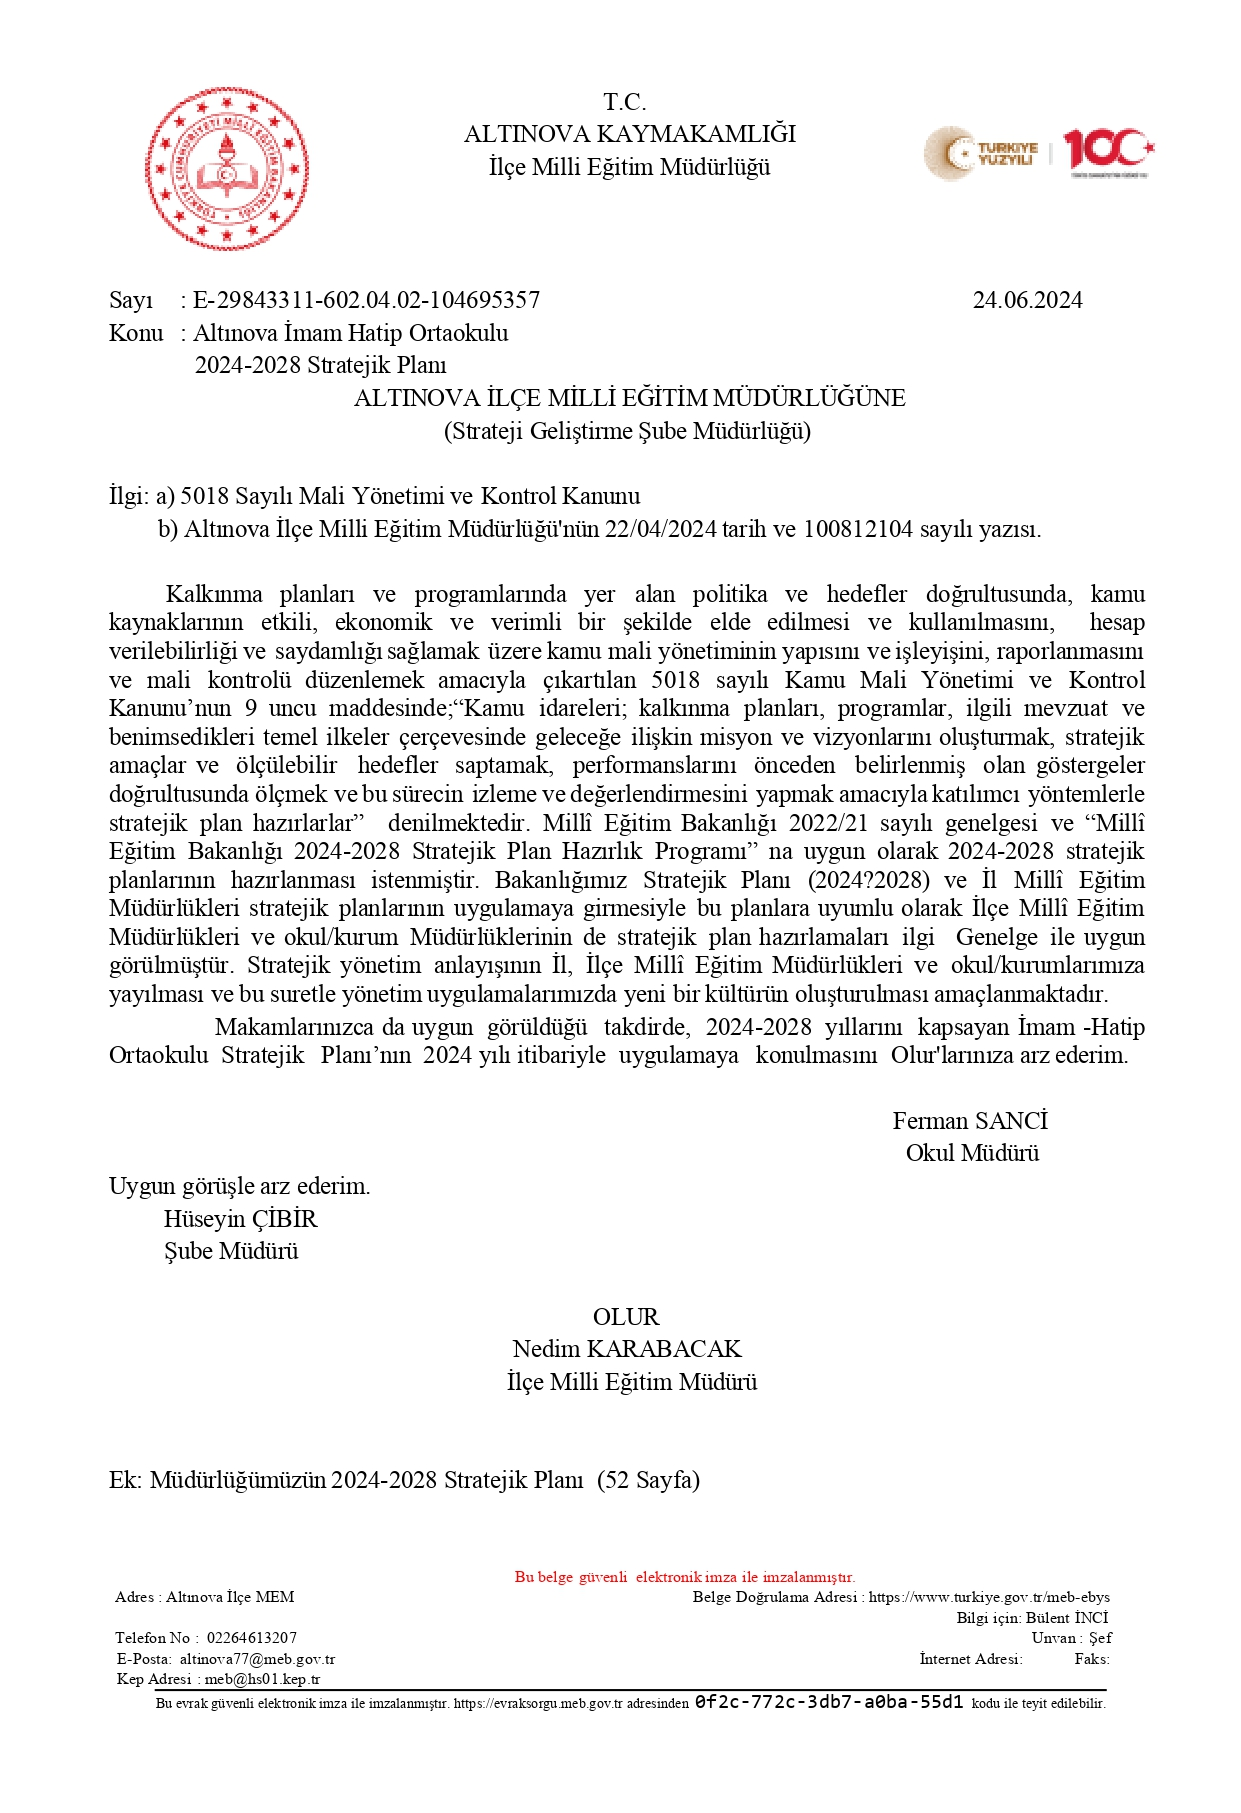 T.C.
ALTINOVA KAYMAKAMLIĞI
İlçe Milli Eğitim Müdürlüğü
TÜRKİYE CUMHURİYETİ MİLLÎ EĞİTİM BAKANLIĞI
TÜRKİYE
YÜZYILI
100
Sayı : E-29843311-602.04.02-104695357 24.06.2024
Konu : Altınova İmam Hatip Ortaokulu
2024-2028 Stratejik Planı
ALTINOVA İLÇE MİLLİ EĞİTİM MÜDÜRLÜĞÜNE
(Strateji Geliştirme Şube Müdürlüğü)
İlgi: a) 5018 Sayılı Mali Yönetimi ve Kontrol Kanunu
b) Altınova İlçe Milli Eğitim Müdürlüğü'nün 22/04/2024 tarih ve 100812104 sayılı yazısı.
Kalkınma planları ve programlarında yer alan politika ve hedefler doğrultusunda, kamu
kaynaklarının etkili, ekonomik ve verimli bir şekilde elde edilmesi ve kullanılmasını, hesap
verilebilirliği ve saydamlığı sağlamak üzere kamu mali yönetiminin yapısını ve işleyişini, raporlanmasını
ve mali kontrolü düzenlemek amacıyla çıkartılan 5018 sayılı Kamu Mali Yönetimi ve Kontrol
Kanunu’nun 9 uncu maddesinde;“Kamu idareleri; kalkınma planları, programlar, ilgili mevzuat ve
benimsedikleri temel ilkeler çerçevesinde geleceğe ilişkin misyon ve vizyonlarını oluşturmak, stratejik
amaçlar ve ölçülebilir hedefler saptamak, performanslarını önceden belirlenmiş olan göstergeler
doğrultusunda ölçmek ve bu sürecin izleme ve değerlendirmesini yapmak amacıyla katılımcı yöntemlerle
stratejik plan hazırlarlar” denilmektedir. Millî Eğitim Bakanlığı 2022/21 sayılı genelgesi ve “Millî
Eğitim Bakanlığı 2024-2028 Stratejik Plan Hazırlık Programı” na uygun olarak 2024-2028 stratejik
planlarının hazırlanması istenmiştir. Bakanlığımız Stratejik Planı (2024?2028) ve İl Millî Eğitim
Müdürlükleri stratejik planlarının uygulamaya girmesiyle bu planlara uyumlu olarak İlçe Millî Eğitim
Müdürlükleri ve okul/kurum Müdürlüklerinin de stratejik plan hazırlamaları ilgi Genelge ile uygun
görülmüştür. Stratejik yönetim anlayışının İl, İlçe Millî Eğitim Müdürlükleri ve okul/kurumlarımıza
yayılması ve bu suretle yönetim uygulamalarımızda yeni bir kültürün oluşturulması amaçlanmaktadır.
Makamlarınızca da uygun görüldüğü takdirde, 2024-2028 yıllarını kapsayan İmam -Hatip
Ortaokulu Stratejik Planı’nın 2024 yılı itibariyle uygulamaya konulmasını Olur'larınıza arz ederim.
Ferman SANCİ
Okul Müdürü
Uygun görüşle arz ederim.
Hüseyin ÇİBİR
Şube Müdürü
OLUR
Nedim KARABACAK
İlçe Milli Eğitim Müdürü
Ek: Müdürlüğümüzün 2024-2028 Stratejik Planı (52 Sayfa)
Bu belge güvenli elektronik imza ile imzalanmıştır.
Adres : Altınova İlçe MEM Belge Doğrulama Adresi : https://www.turkiye.gov.tr/meb-ebys
Bilgi için: Bülent İNCİ
Telefon No : 02264613207 Unvan : Şef
E-Posta: altinova77@meb.gov.tr İnternet Adresi: Faks:
Kep Adresi : meb@hs01.kep.tr
Bu evrak güvenli elektronik imza ile imzalanmıştır. https://evraksorgu.meb.gov.tr adresinden 0f2c-772c-3db7-a0ba-55d1 kodu ile teyit edilebilir.